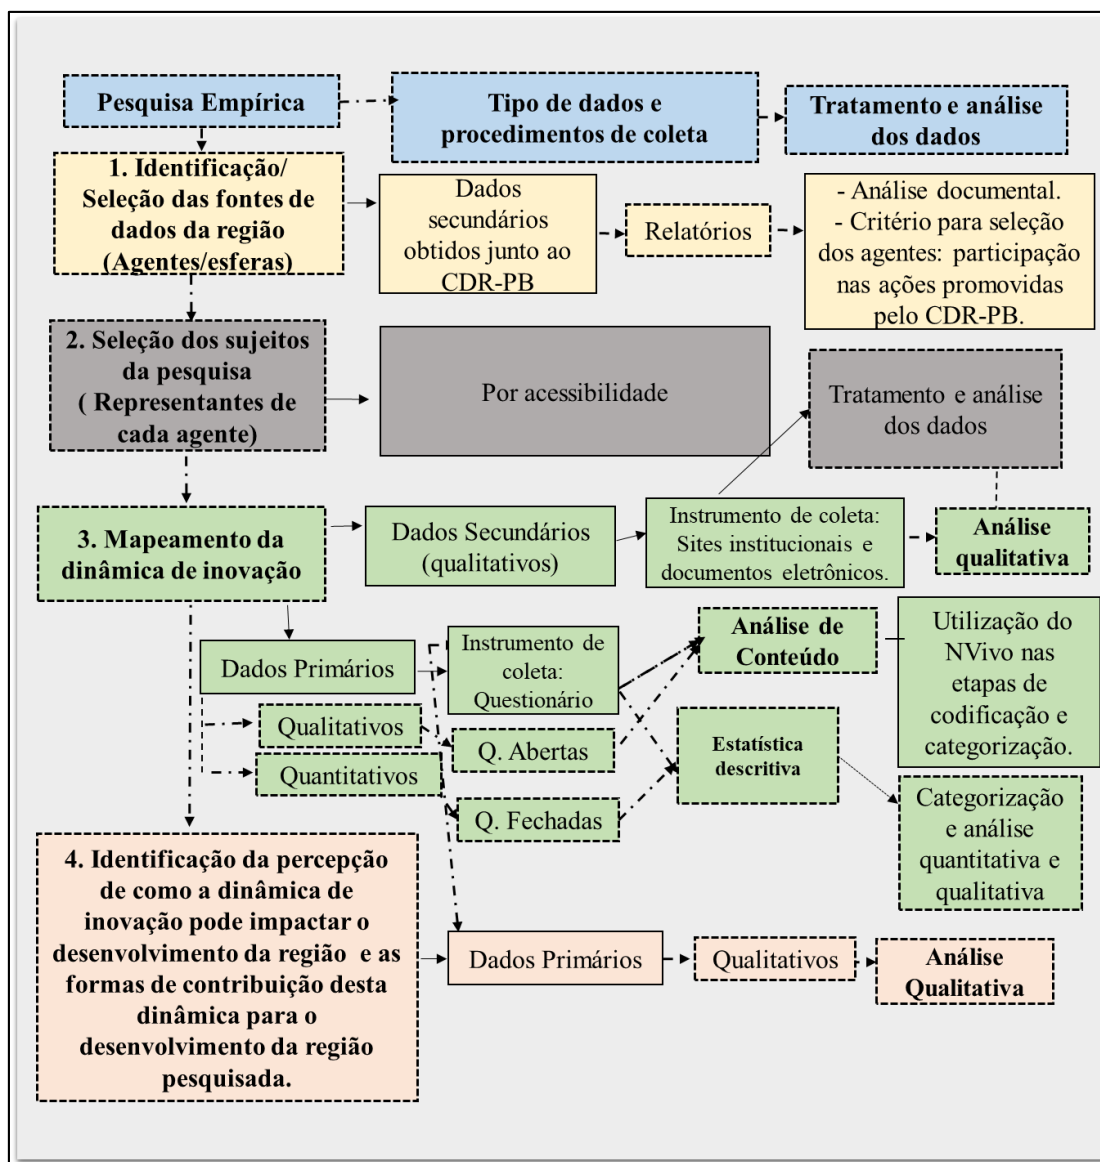 Pesquisa Empírica
Tipo de dados e
procedimentos de coleta
Tratamento e análise
dos dados
1. Identificação/
Seleção das fontes de
dados da região
(Agentes/esferas)
Dados
secundários
obtidos junto ao
CDR-PB
Relatórios
- Análise documental.
- Critério para seleção
dos agentes: participação
nas ações promovidas
pelo CDR-PB.
2. Seleção dos sujeitos
da pesquisa
( Representantes de
cada agente)
Por acessibilidade
Tratamento e análise
dos dados
3. Mapeamento da
dinâmica de inovação
Dados Secundários
(qualitativos)
Instrumento de coleta:
Sites institucionais e
documentos eletrônicos.
Análise
qualitativa
Dados Primários
Instrumento de
coleta:
Questionário
Análise de
Conteúdo
Utilização do
NVivo nas
etapas de
codificação e
categorização.
Qualitativos
Quantitativos
Q. Abertas
Q. Fechadas
Estatística
descritiva
Categorização
e análise
quantitativa e
qualitativa
4. Identificação da percepção
de como a dinâmica de
inovação pode impactar o
desenvolvimento da região e as
formas de contribuição desta
dinâmica para o
desenvolvimento da região
pesquisada.
Dados Primários
Qualitativos
Análise
Qualitativa